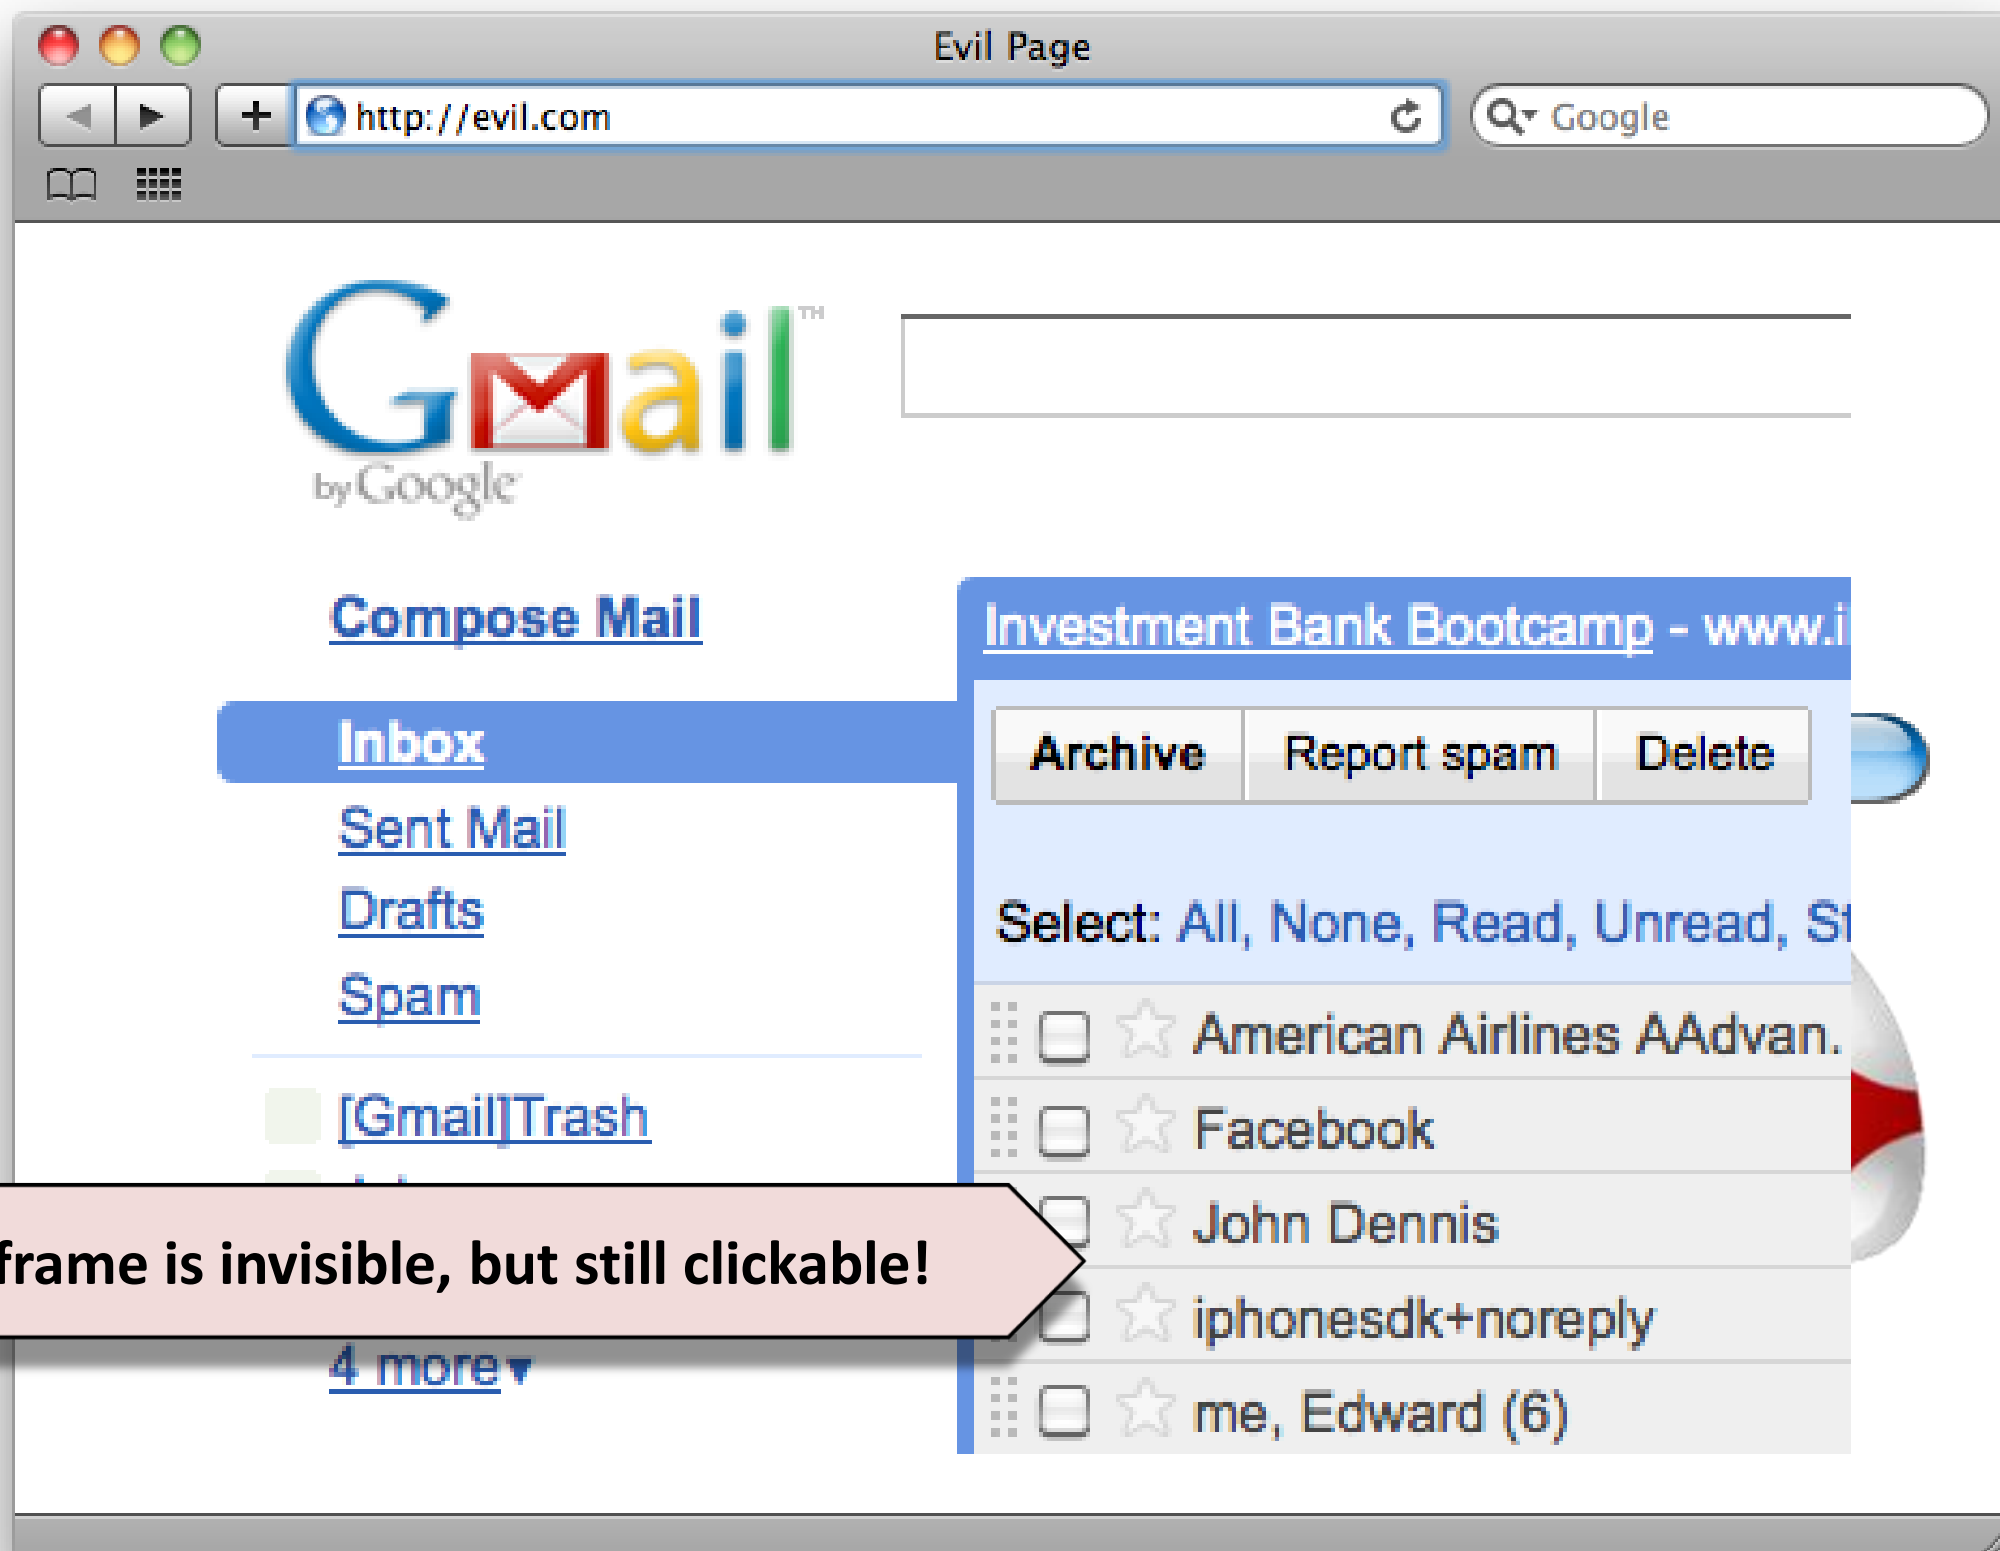 Evil Page
+ http://evil.com Google
Gmail TM
by Google
Compose Mail
Investment Bank Bootcamp - www.i
Inbox
Archive Report spam Delete
Sent Mail
Drafts
Select: All, None, Read, Unread, St
Spam
American Airlines AAdvan.
[Gmail]Trash
Facebook
John Dennis
frame is invisible, but still clickable!
iphonesdk+noreply
4 more▼
me, Edward (6)